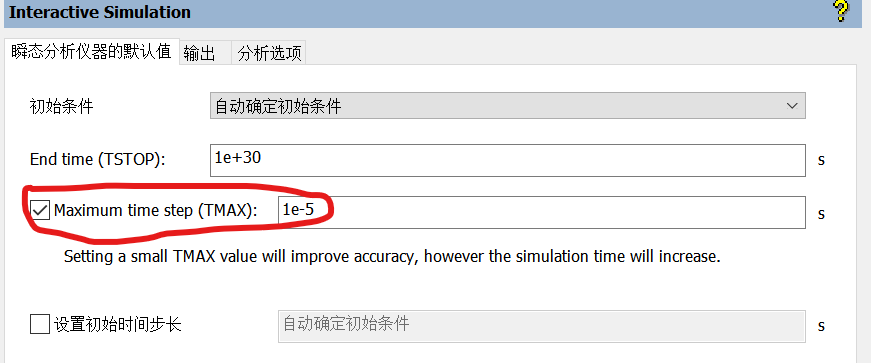 Interactive Simulation
瞬态分析仪器的默认值 输出 分析选项
初始条件 自动确定初始条件
End time (TSTOP): 1e+30 s
Maximum time step (TMAX): 1e-5 s
Setting a small TMAX value will improve accuracy, however the simulation time will increase.
设置初始时间步长 自动确定初始条件 s